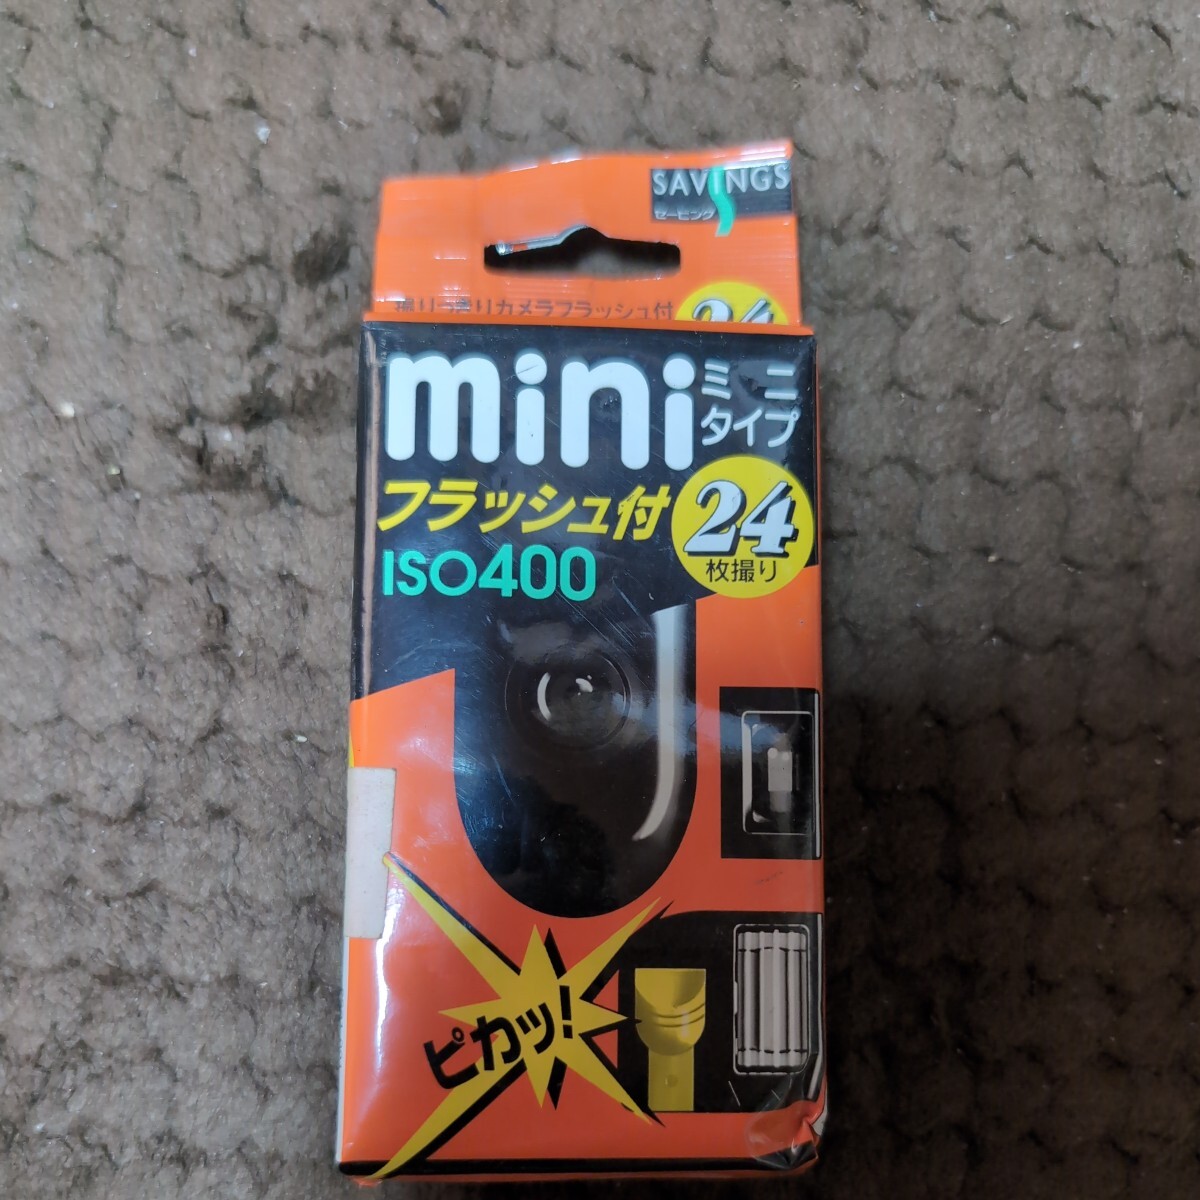 SAVINGS
セービング
撮りっきりカメラフラッシュ付
24
mini
ミニ
タイプ
フラッシュ付
24
枚撮り
ISO400
ピカッ!